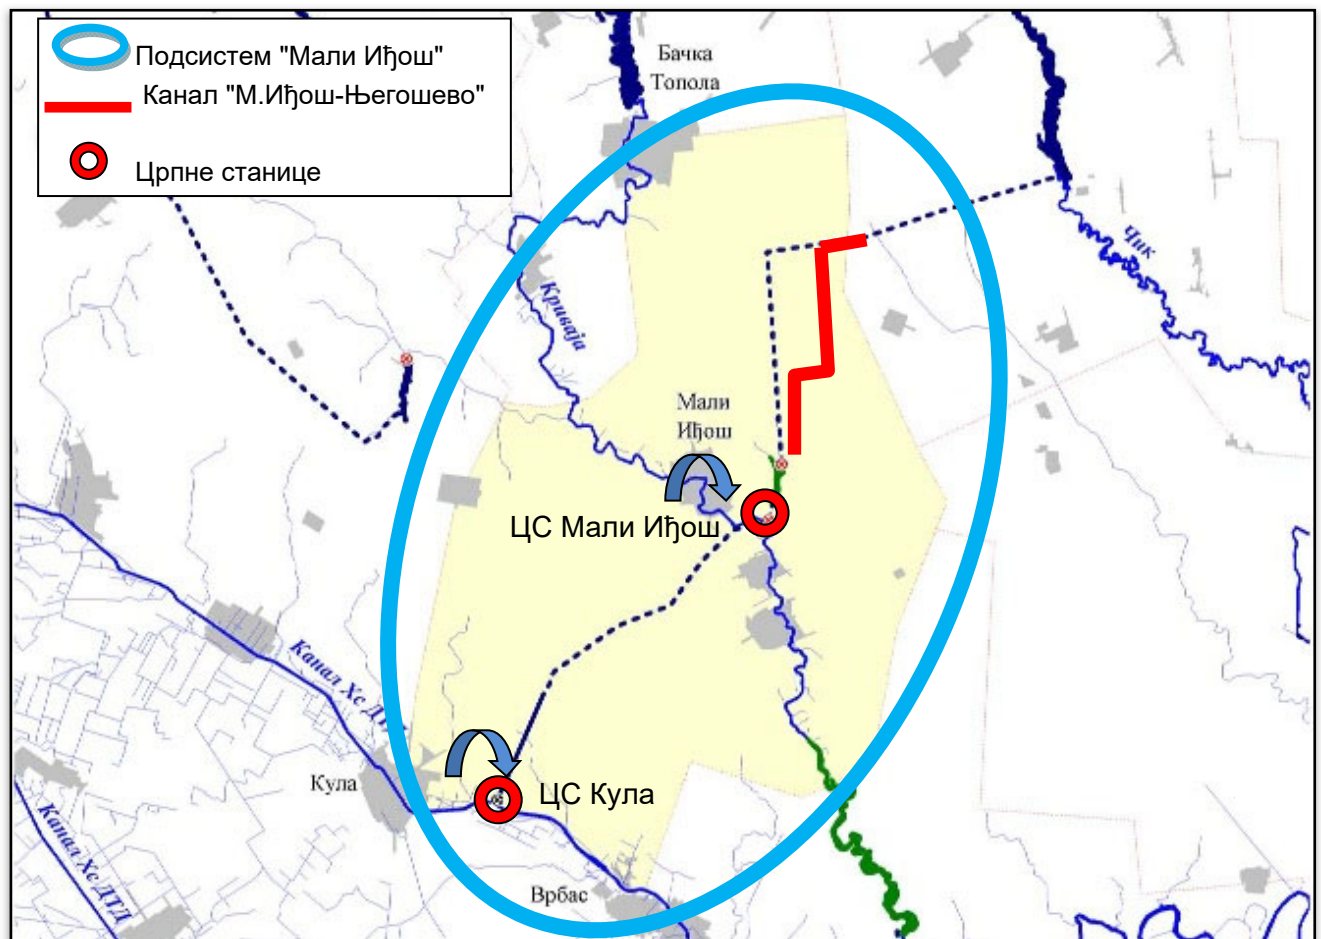 Подсистем "Мали Иђош"
Канал "М.Иђош-Његошево"
Црпне станице
Бачка
Топола
Чик
Криваја
Мали
Иђош
ЦС Мали Иђош
Канал Хс ДТД
ЦС Кула
Кула
Канал Хс ДТД
Врбас